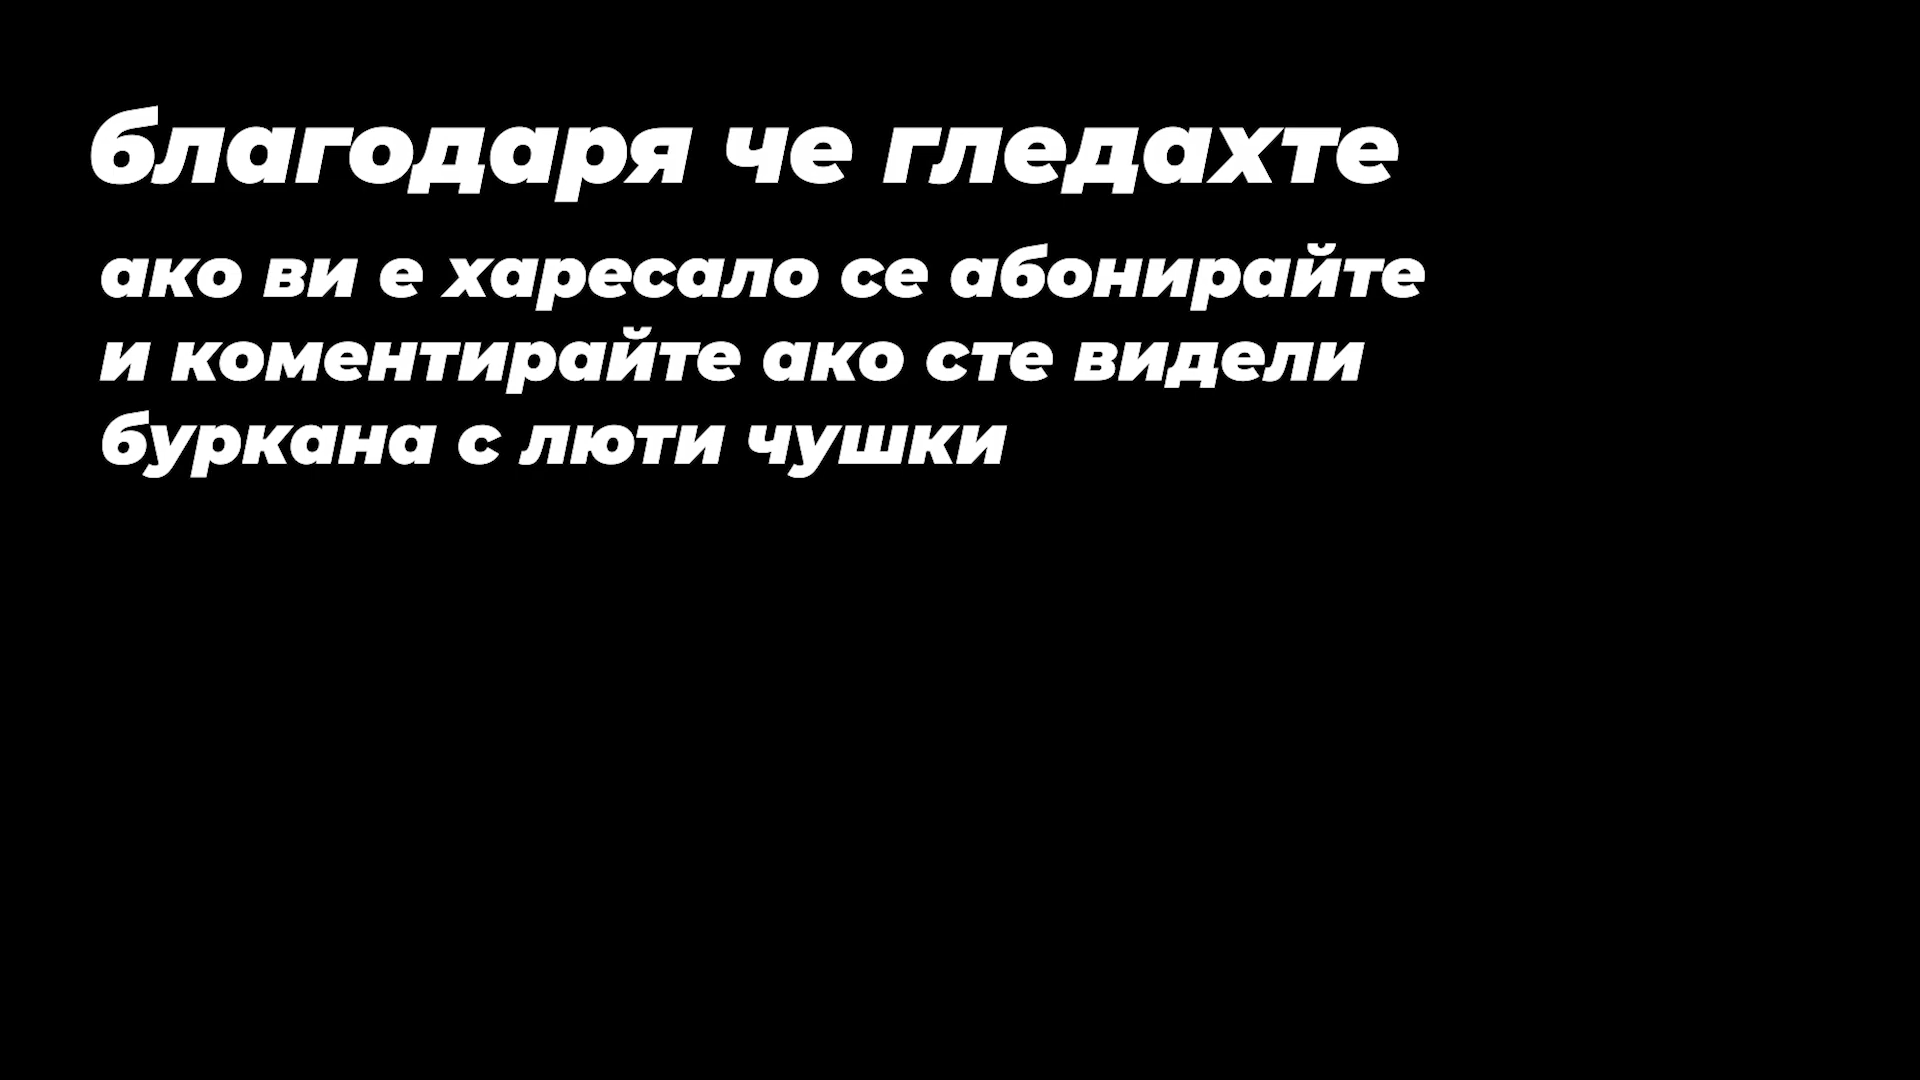 благодаря че гледахте
ако ви е харесало се абонирайте
и коментирайте ако сте видели
буркана с люти чушки